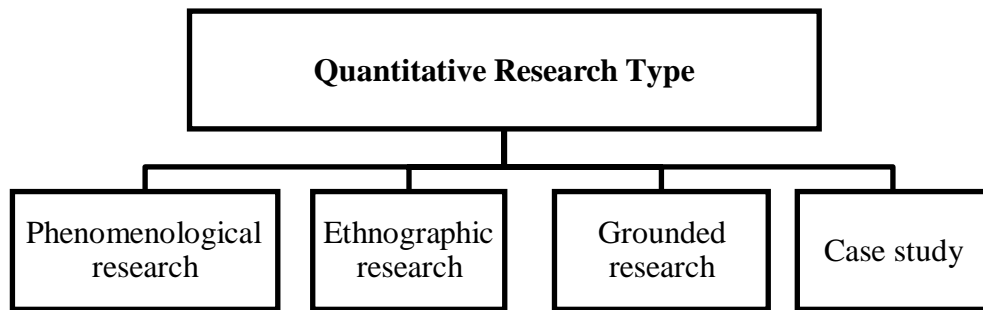 Quantitative Research Type
Phenomenological
research
Ethnographic
research
Grounded
research
Case study